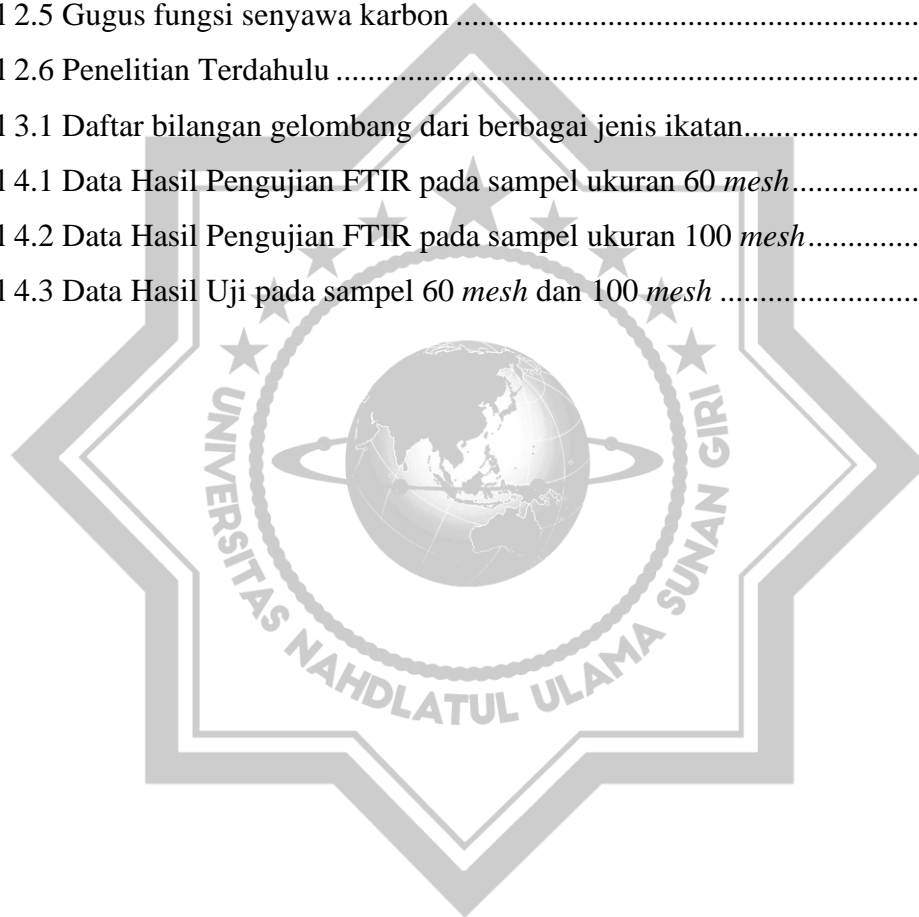 l 2.5 Gugus fungsi senyawa karbon ....................................................
l 2.6 Penelitian Terdahulu ....................................................................
l 3.1 Daftar bilangan gelombang dari berbagai jenis ikatan....................
l 4.1 Data Hasil Pengujian FTIR pada sampel ukuran 60 mesh..............
l 4.2 Data Hasil Pengujian FTIR pada sampel ukuran 100 mesh............
l 4.3 Data Hasil Uji pada sampel 60 mesh dan 100 mesh ......................
UNIVERSITAS NAHDLATUL ULAMA SUNAN GIRI